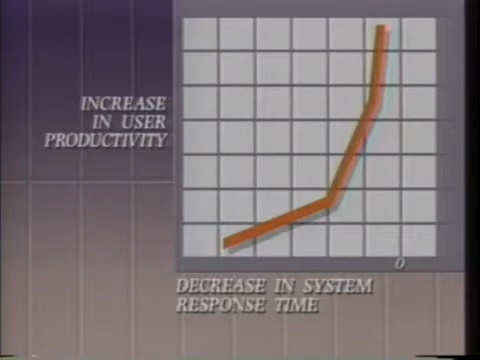 INCREASE
IN USER
PRODUCTIVITY
0
DECREASE IN SYSTEM
RESPONSE TIME